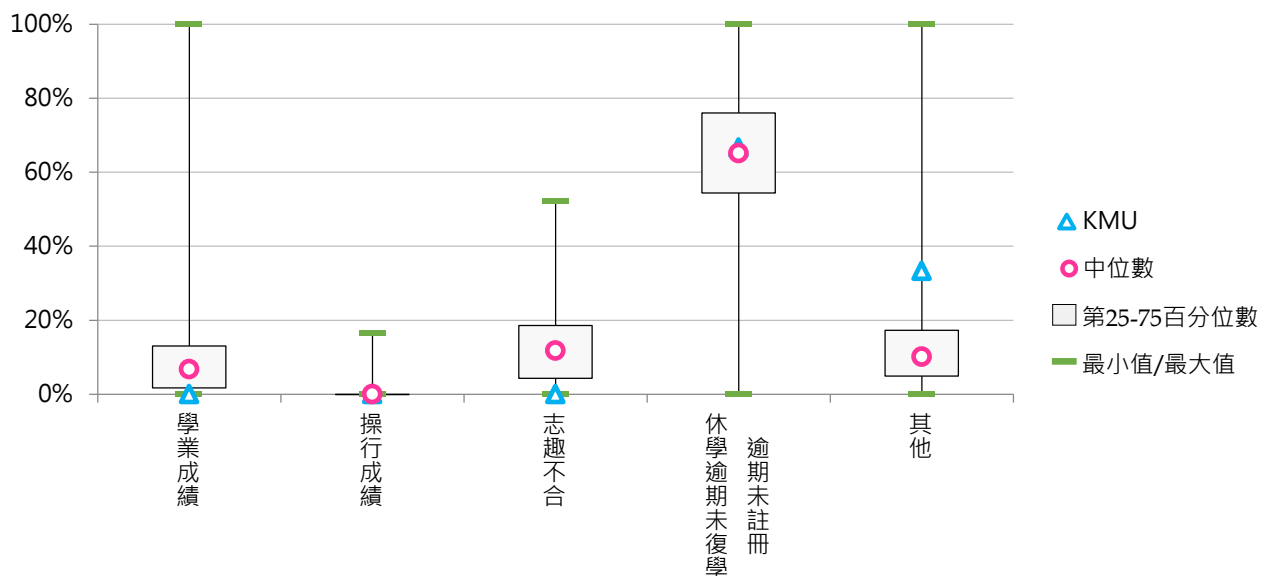 100%
80%
60%
40%
20%
0%
學業成績
操行成績
志趣不合
逾期未註冊
休學逾期未復學
其他
KMU
中位數
第25-75百分位數
最小值/最大值